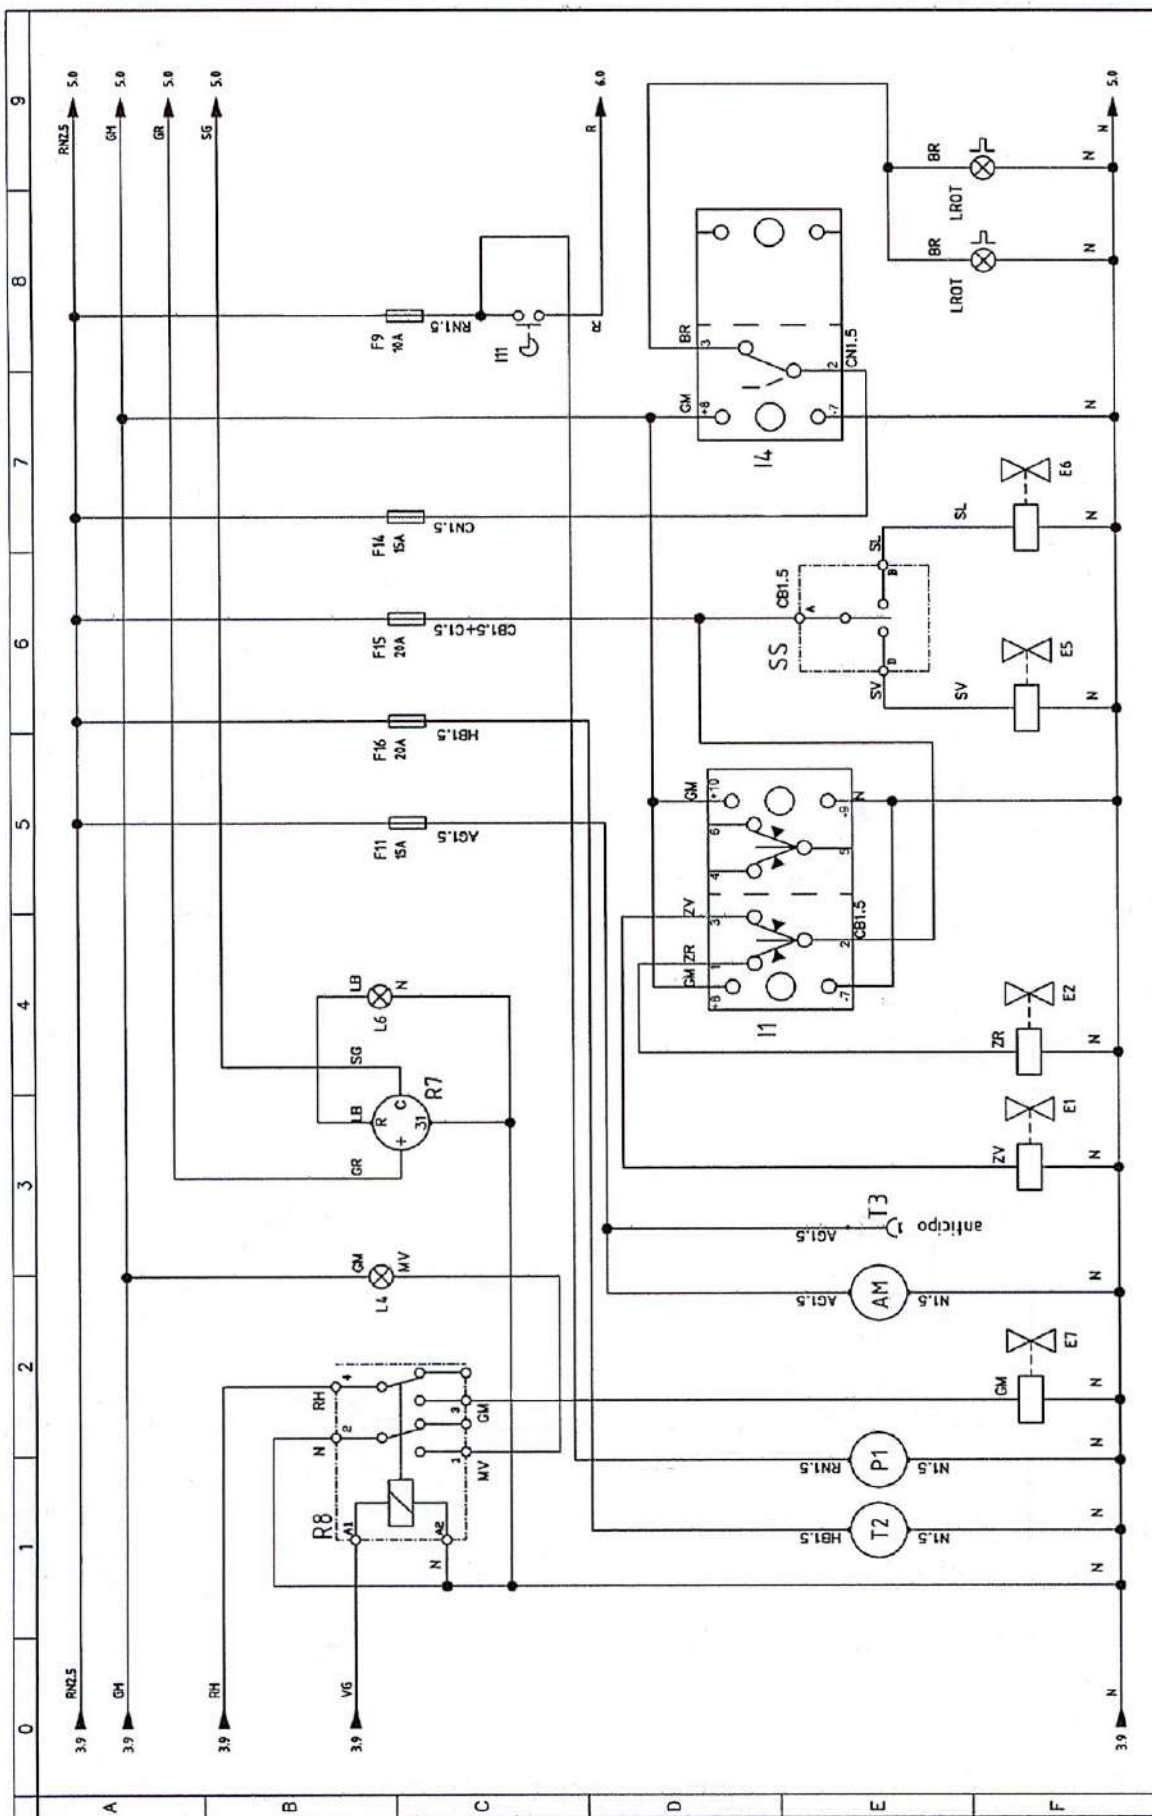 0
1
2
3
4
5
6
7
8
9
A
B
C
D
E
F
3.9
RN2.5
RN2.5
5.0
3.9
GM
GM
5.0
GR
5.0
3.9
RH
SG
5.0
3.9
VG
R8
N
2
RH
4
A1
A2
N
1
MV
3
GM
GM
L4
MV
GR
LB
R
+
C
31
R7
SG
LB
L6
N
F11
15A
AG1.5
F16
20A
HB1.5
F15
20A
CB1.5+C1.5
F14
15A
CN1.5
F9
10A
RN1.5
I11
R
R
6.0
GM
+8
ZR
1
ZV
3
4
6
GM
+10
I1
-7
2
CB1.5
5
-9
N
SS
CB1.5
A
D
B
SV
SL
SV
SL
GM
+8
BR
3
I4
-7
2
CN1.5
HB1.5
T2
N1.5
RN1.5
P1
N1.5
AG1.5
AM
N1.5
AG1.5
T3
1
anticipo
GM
E7
ZV
E1
ZR
E2
E5
E6
BR
LROT
BR
LROT
3.9
N
N
N
N
N
N
N
N
N
N
N
N
N
N
5.0